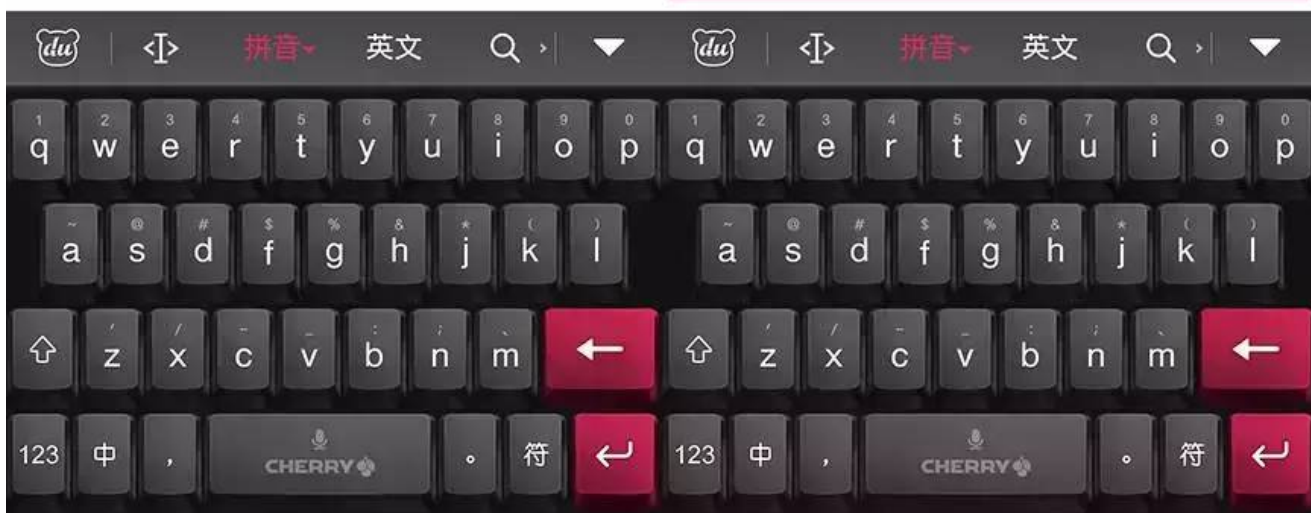 du 拼音 英文 du 拼音 英文
1 2 3 4 5 6 7 8 9 0 1 2 3 4 5 6 7 8 9 0
q w e r t y u i o p q w e r t y u i o p
~ @ # $ % & * ( ) ~ @ # $ % & * ( )
a s d f g h j k l a s d f g h j k l
' / - _ : ; 、 ' / - _ : ; 、
z x c v b n m z x c v b n m
123 中 , CHERRY 。 符 123 中 , CHERRY 。 符